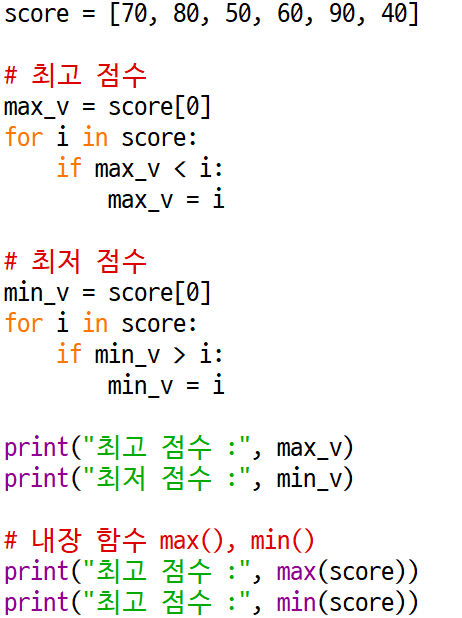 score = [70, 80, 50, 60, 90, 40]
# 최고 점수
max_v = score[0]
for i in score:
    if max_v < i:
        max_v = i
# 최저 점수
min_v = score[0]
for i in score:
    if min_v > i:
        min_v = i
print("최고 점수 :", max_v)
print("최저 점수 :", min_v)
# 내장 함수 max(), min()
print("최고 점수 :", max(score))
print("최고 점수 :", min(score))